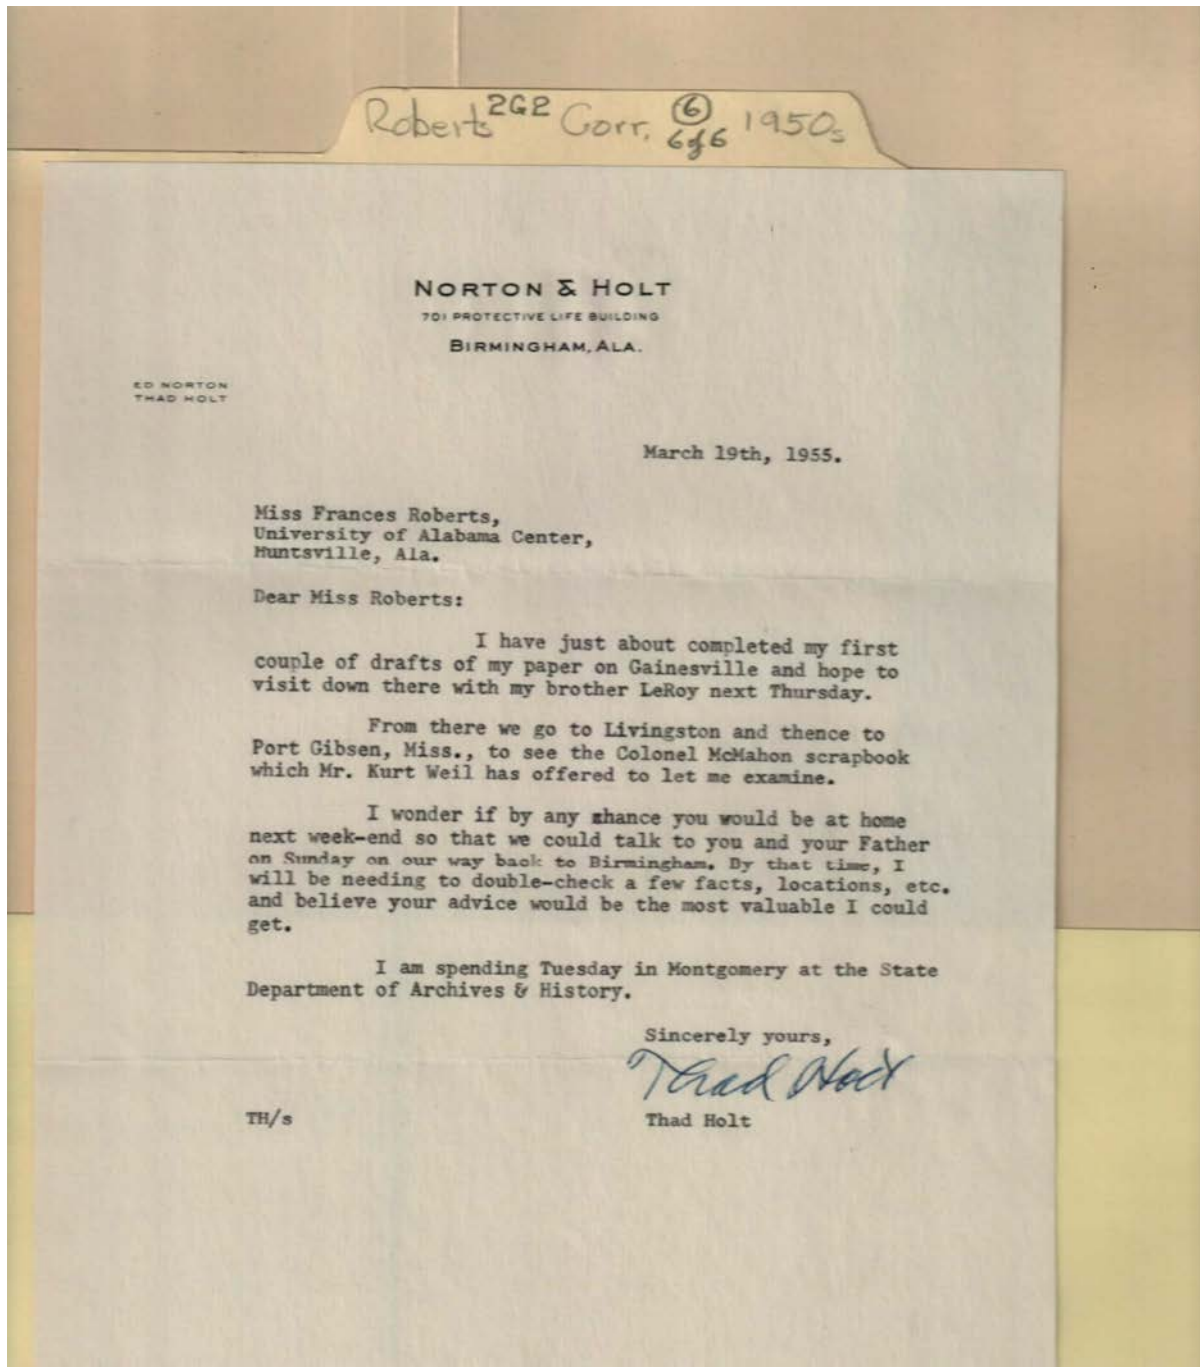 Roberts 2G2 Corr. 6 1950s
6 of 6
NORTON & HOLT
701 PROTECTIVE LIFE BUILDING
BIRMINGHAM, ALA.
ED NORTON
THAD HOLT
March 19th, 1955.
Miss Frances Roberts,
University of Alabama Center,
Huntsville, Ala.
Dear Miss Roberts:
I have just about completed my first
couple of drafts of my paper on Gainesville and hope to
visit down there with my brother LeRoy next Thursday.
From there we go to Livingston and thence to
Port Gibsen, Miss., to see the Colonel McMahon scrapbook
which Mr. Kurt Weil has offered to let me examine.
I wonder if by any chance you would be at home
next week-end so that we could talk to you and your Father
on Sunday on our way back to Birmingham. By that time, I
will be needing to double-check a few facts, locations, etc.
and believe your advice would be the most valuable I could
get.
I am spending Tuesday in Montgomery at the State
Department of Archives & History.
Sincerely yours,
Thad Holt
TH/s
Thad Holt